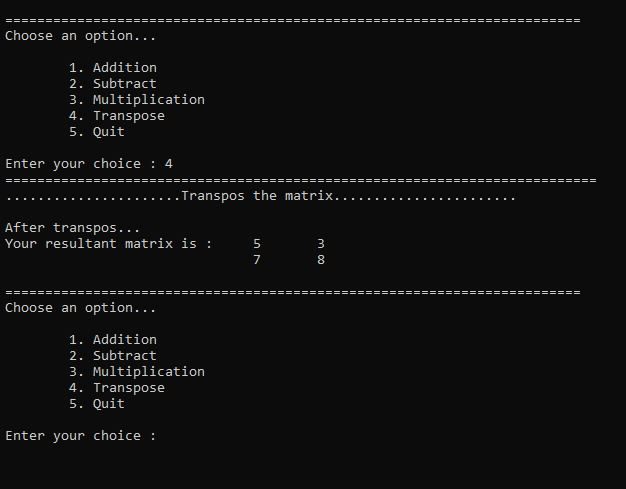 ========================================================================
Choose an option...
1. Addition
2. Subtract
3. Multiplication
4. Transpose
5. Quit
Enter your choice : 4
==========================================================================
......................Transpos the matrix.......................
After transpos...
Your resultant matrix is :     5       3
7       8
========================================================================
Choose an option...
1. Addition
2. Subtract
3. Multiplication
4. Transpose
5. Quit
Enter your choice :